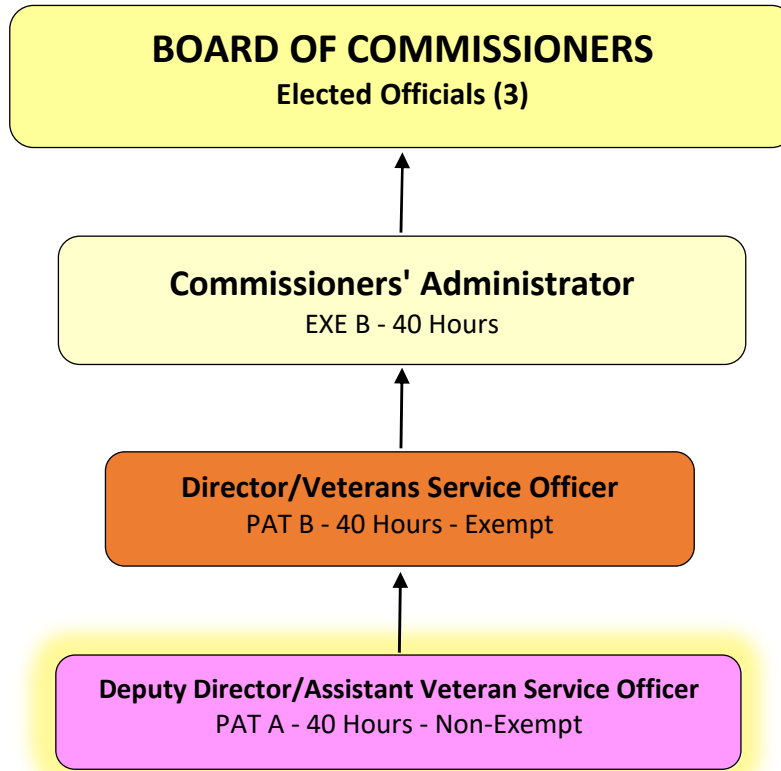 BOARD OF COMMISSIONERS
Elected Officials (3)
Commissioners' Administrator
EXE B - 40 Hours
Director/Veterans Service Officer
PAT B - 40 Hours - Exempt
Deputy Director/Assistant Veteran Service Officer
PAT A - 40 Hours - Non-Exempt